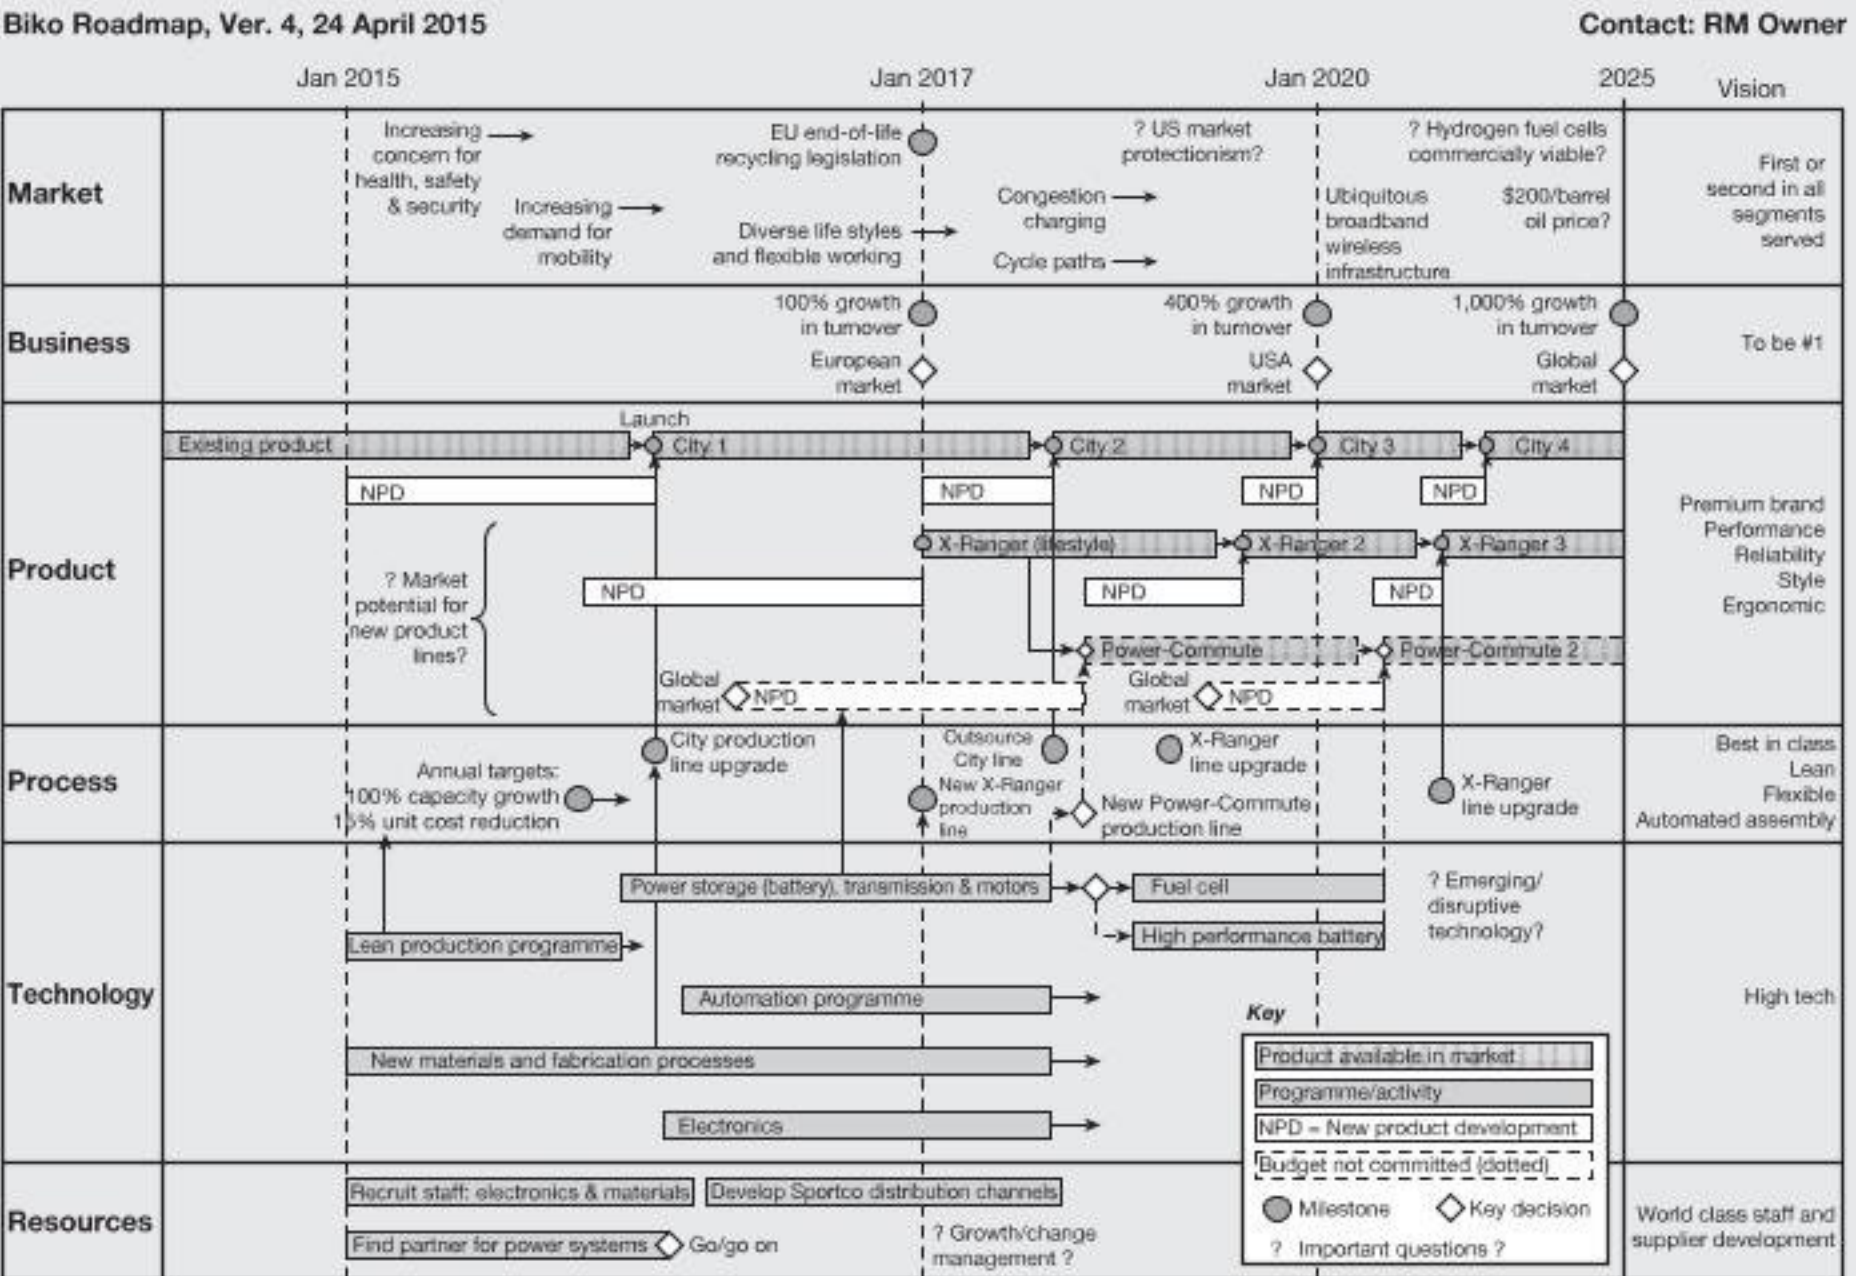 Biko Roadmap, Ver. 4, 24 April 2015
Contact: RM Owner
Jan 2015
Jan 2017
Jan 2020
2025
Vision
Market
Increasing
concern for
health, safety
& security
Increasing
demand for
mobility
EU end-of-life
recycling legislation
Diverse life styles
and flexible working
? US market
protectionism?
Congestion
charging
Cycle paths
? Hydrogen fuel cells
commercially viable?
Ubiquitous
broadband
wireless
infrastructure
$200/barrel
oil price?
First or
second in all
segments
served
Business
100% growth
in turnover
European
market
400% growth
in turnover
USA
market
1,000% growth
in turnover
Global
market
To be #1
Product
Launch
Existing product
City 1
City 2
City 3
City 4
NPD
NPD
NPD
NPD
X-Ranger (lifestyle)
X-Ranger 2
X-Ranger 3
? Market
potential for
new product
lines?
NPD
NPD
NPD
Power-Commute
Power-Commute 2
Global
market
NPD
Global
market
NPD
Premium brand
Performance
Reliability
Style
Ergonomic
Process
Annual targets:
100% capacity growth
15% unit cost reduction
City production
line upgrade
Outsource
City line
New X-Ranger
production
line
New Power-Commute
production line
X-Ranger
line upgrade
X-Ranger
line upgrade
Best in class
Lean
Flexible
Automated assembly
Technology
Power storage (battery), transmission & motors
Fuel cell
High performance battery
? Emerging/
disruptive
technology?
Lean production programme
Automation programme
New materials and fabrication processes
Electronics
High tech
Key
Product available in market
Programme/activity
NPD = New product development
Budget not committed (dotted)
Milestone
Key decision
? Important questions ?
Resources
Recruit staff: electronics & materials
Develop Sportco distribution channels
Find partner for power systems
Go/go on
? Growth/change
management ?
World class staff and
supplier development